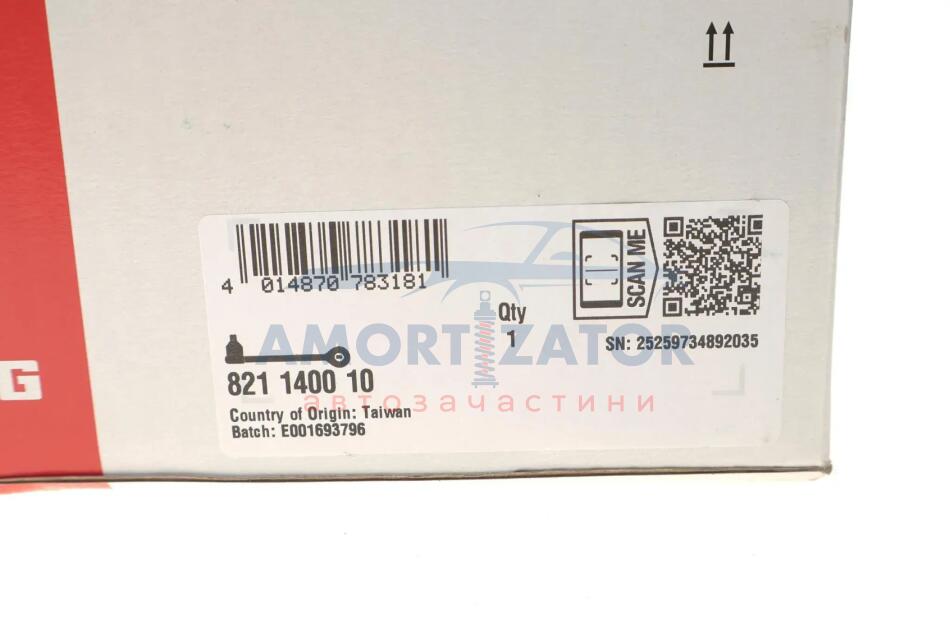 SCAN ME
4 014870 783181
Qty
1
SN: 25259734892035
AMORTIZATOR
автозачастини
821 1400 10
Country of Origin: Taiwan
Batch: E001693796
G